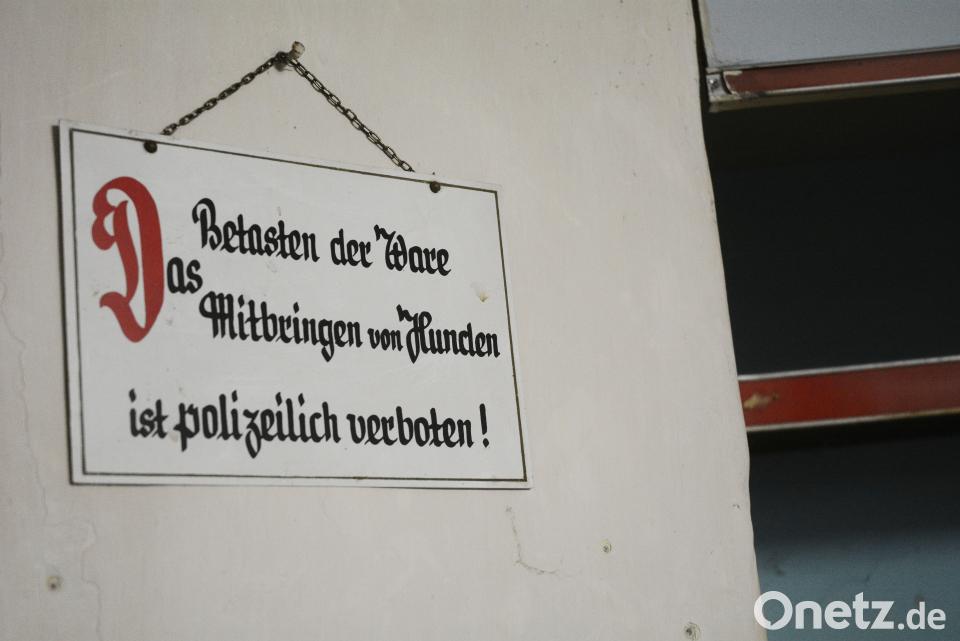 Das
Betasten der Ware
Mitbringen von Hunden
ist polizeilich verboten!
Onetz.de